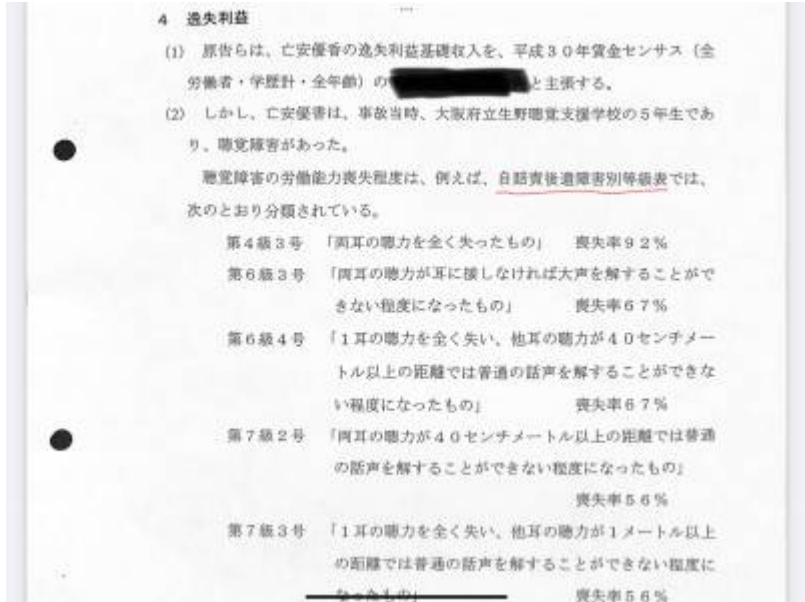 4 逸失利益
(1) 原告らは、亡安優香の逸失利益基礎収入を、平成30年賃金センサス（全
労働者・学歴計・全年齢）の
と主張する。
(2) しかし、亡安優香は、事故当時、大阪府立生野聴覚支援学校の5年生であ
り、聴覚障害があった。
聴覚障害の労働能力喪失程度は、例えば、自賠責後遺障害別等級表では、
次のとおり分類されている。
第4級3号 「両耳の聴力を全く失ったもの」 喪失率92%
第6級3号 「両耳の聴力が耳に接しなければ大声を解することがで
きない程度になったもの」 喪失率67%
第6級4号 「1耳の聴力を全く失い、他耳の聴力が40センチメー
トル以上の距離では普通の話声を解することができな
い程度になったもの」 喪失率67%
第7級2号 「両耳の聴力が40センチメートル以上の距離では普通
の話声を解することができない程度になったもの」
喪失率56%
第7級3号 「1耳の聴力を全く失い、他耳の聴力が1メートル以上
の距離では普通の話声を解することができない程度に
なったもの」 喪失率56%